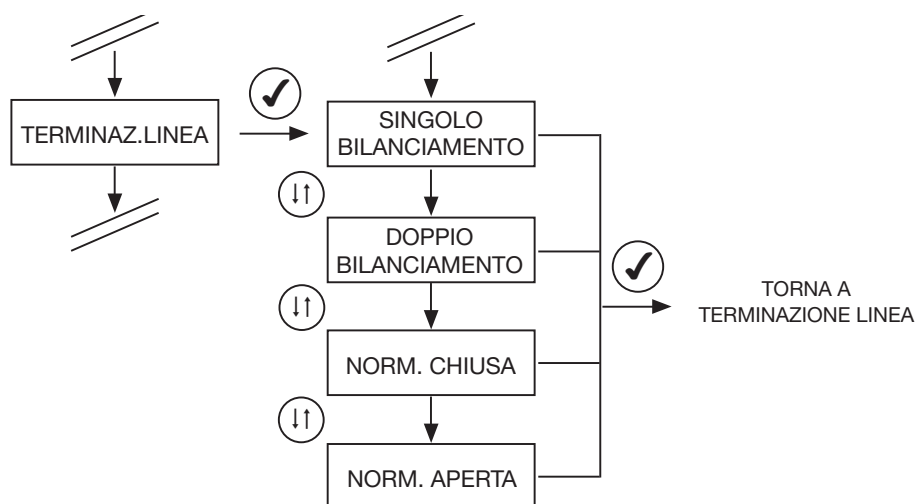 TERMINAZ.LINEA
SINGOLO
BILANCIAMENTO
DOPPIO
BILANCIAMENTO
NORM. CHIUSA
NORM. APERTA
TORNA A
TERMINAZIONE LINEA